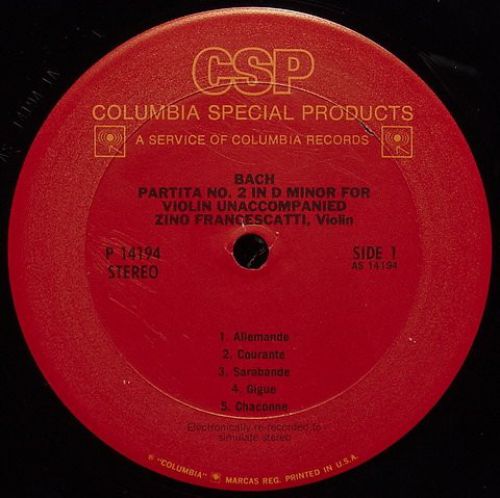 CSP
COLUMBIA SPECIAL PRODUCTS
A SERVICE OF COLUMBIA RECORDS
BACH
PARTITA NO. 2 IN D MINOR FOR
VIOLIN UNACCOMPANIED
ZINO FRANCESCATTI, Violin
P 14194
STEREO
SIDE 1
AS 14194
1. Allemande
2. Courante
3. Sarabande
4. Gigue
5. Chaconne
Electronically re-recorded to
simulate stereo
℗ "COLUMBIA" MARCAS REG. PRINTED IN U.S.A.